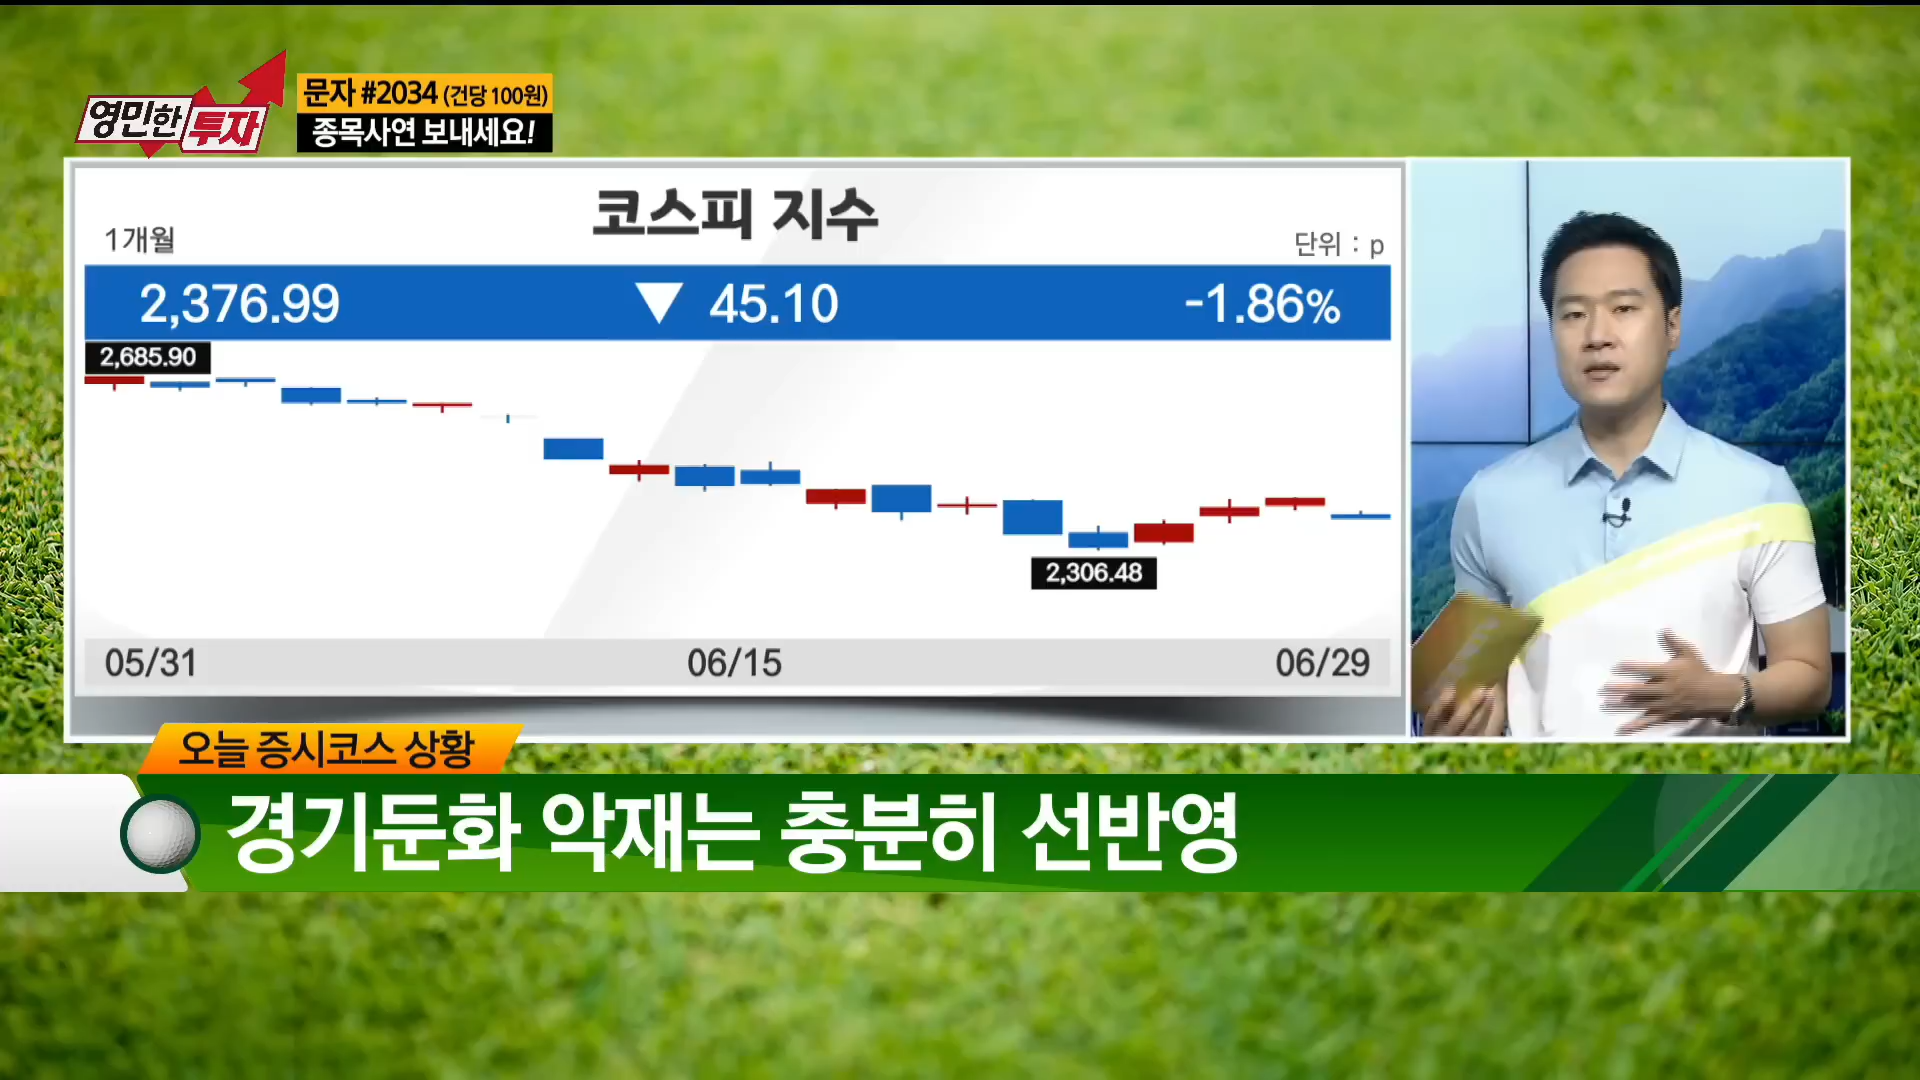 영민한
투자
문자 #2034 (건당 100원)
종목사연 보내세요!
코스피 지수
1개월
단위 : p
2,376.99 ▼ 45.10 -1.86%
2,685.90
2,306.48
05/31 06/15 06/29
오늘 증시코스 상황
경기둔화 악재는 충분히 선반영